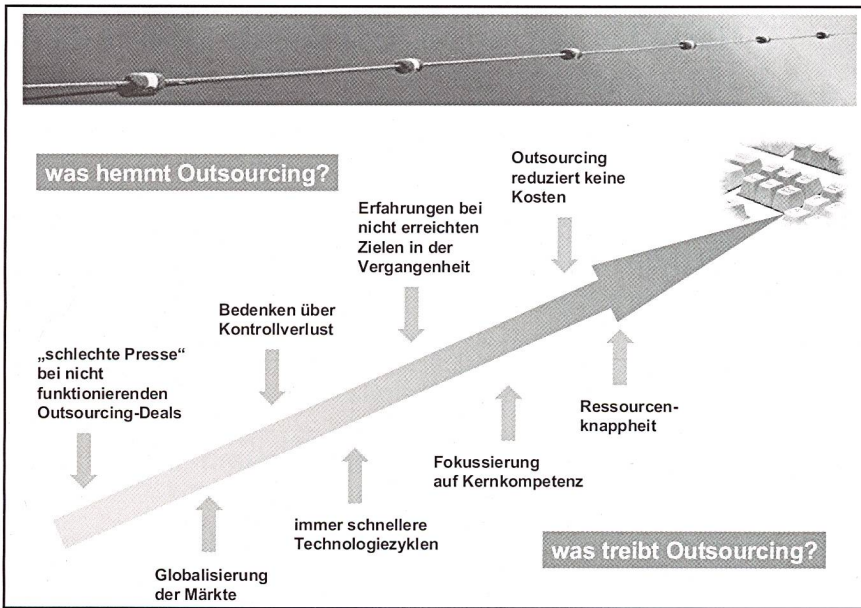 was hemmt Outsourcing?
Outsourcing
reduziert keine
Kosten
Erfahrungen bei
nicht erreichten
Zielen in der
Vergangenheit
Bedenken über
Kontrollverlust
„schlechte Presse“
bei nicht
funktionierenden
Outsourcing-Deals
Ressourcen-
knappheit
Fokussierung
auf Kernkompetenz
immer schnellere
Technologiezyklen
Globalisierung
der Märkte
was treibt Outsourcing?